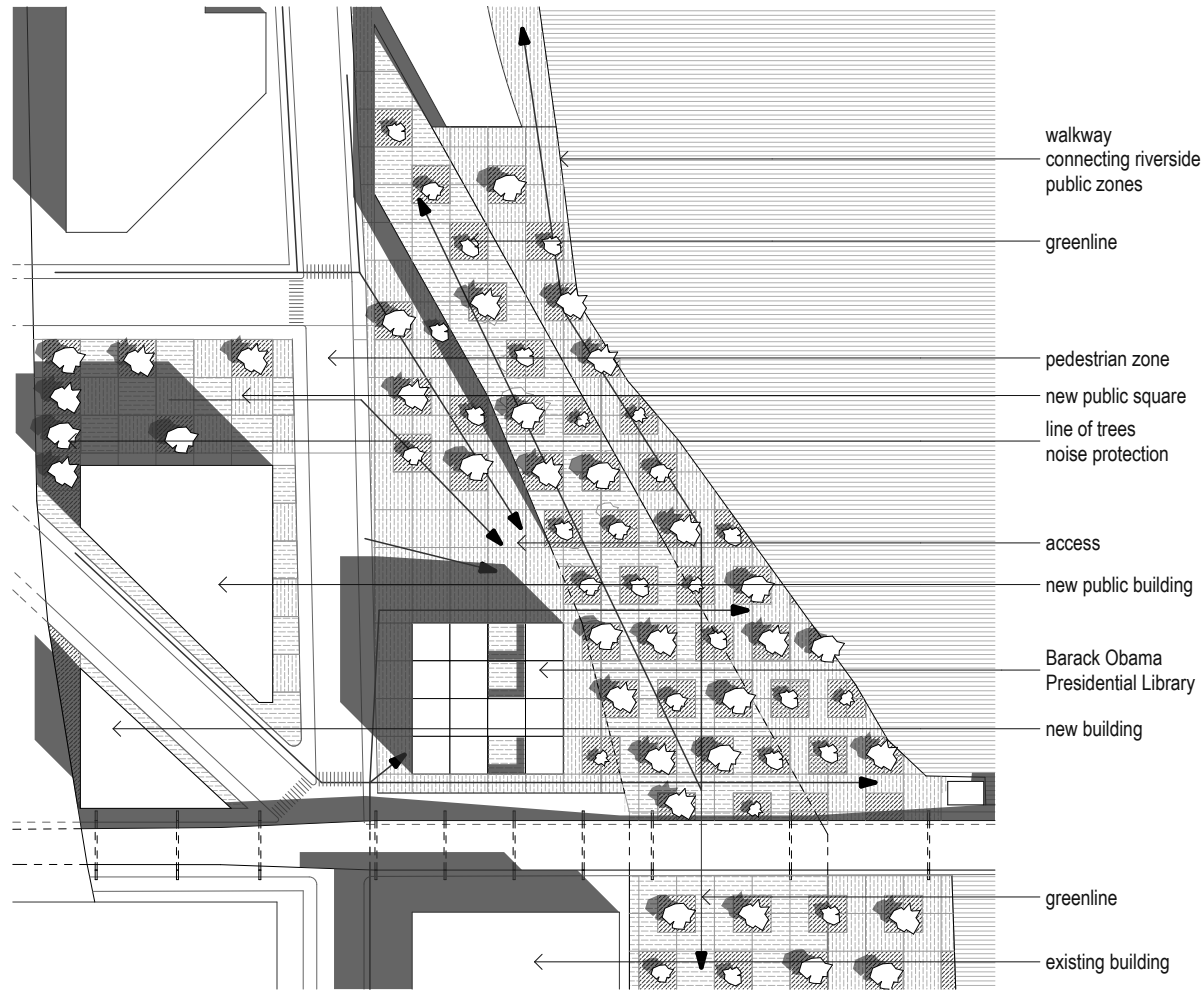 walkway
connecting riverside
public zones
greenline
pedestrian zone
new public square
line of trees
noise protection
access
new public building
Barack Obama
Presidential Library
new building
greenline
existing building